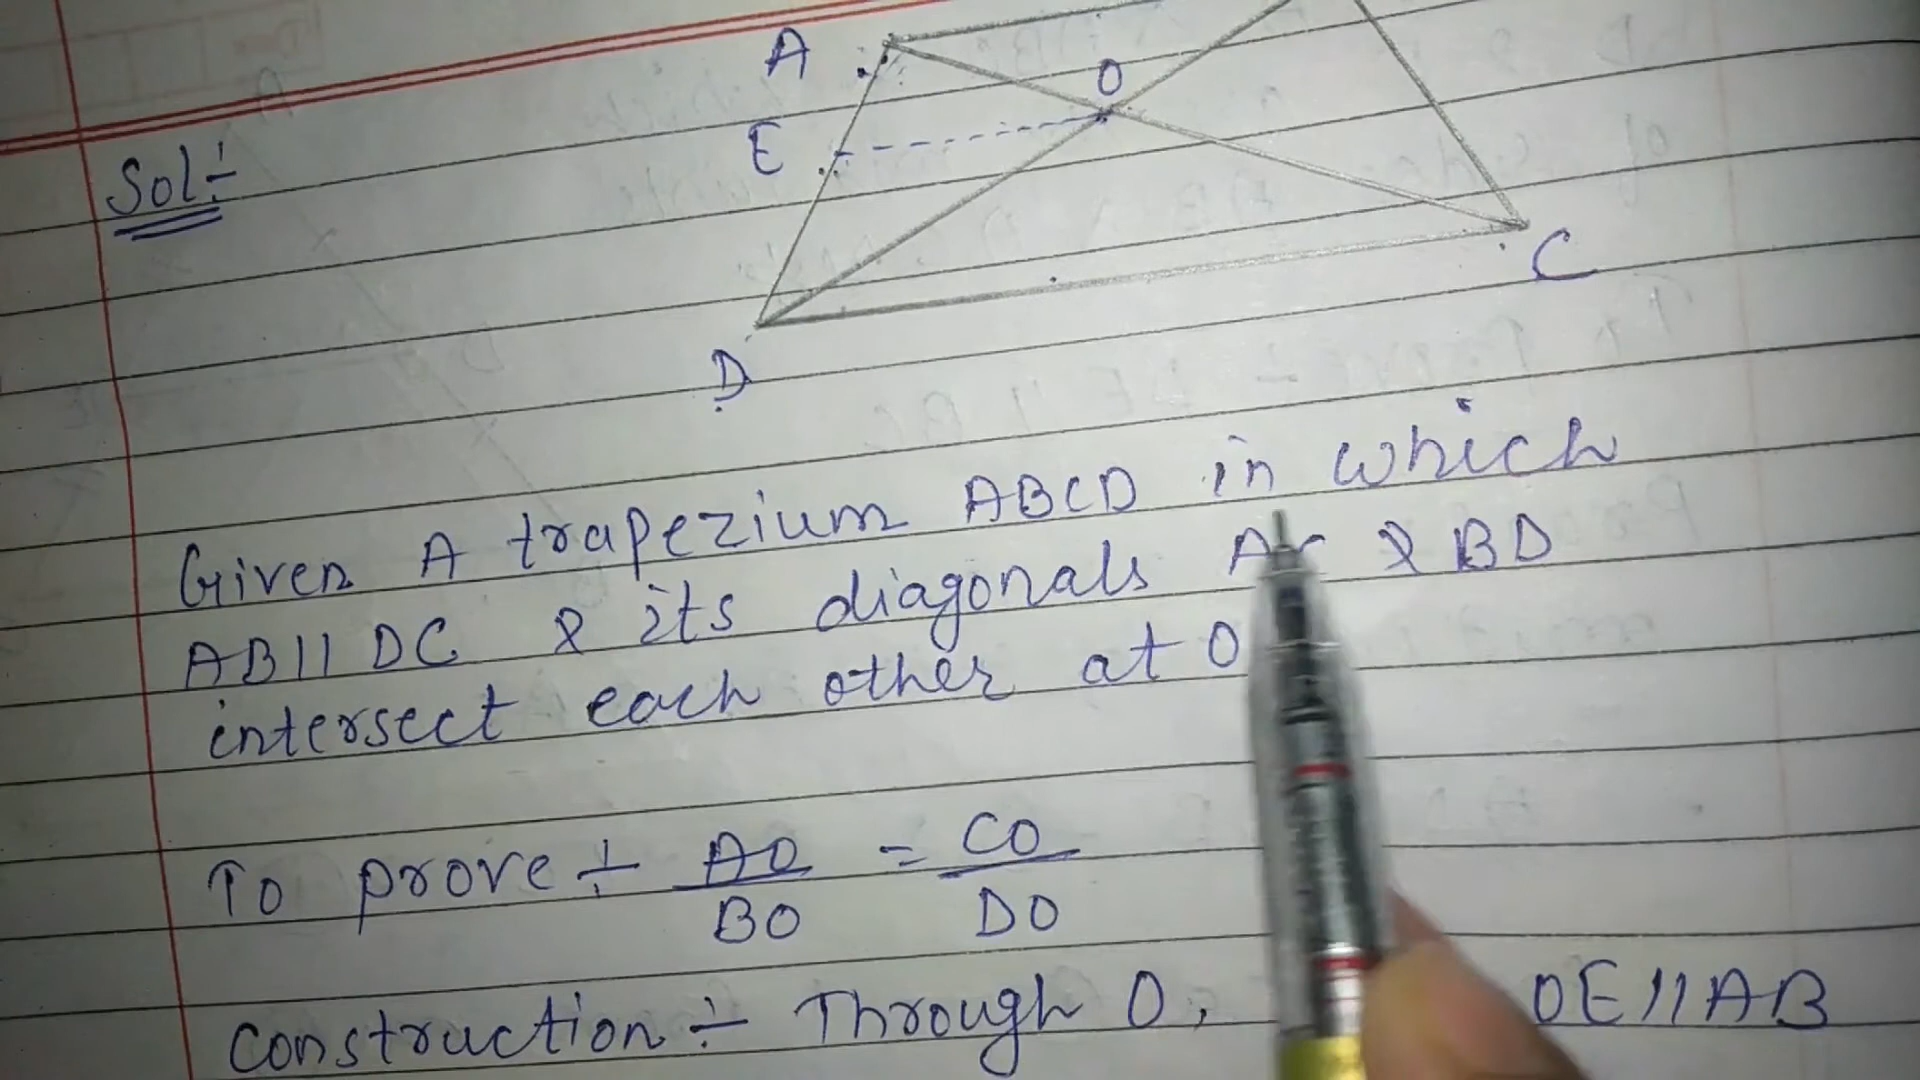 A
O
E
Sol:-
C
D
Given A trapezium ABCD in which
AB || DC & its diagonals AC & BD
intersect each other at O
To prove :- AO/BO = CO/DO
Construction :- Through O, OE || AB